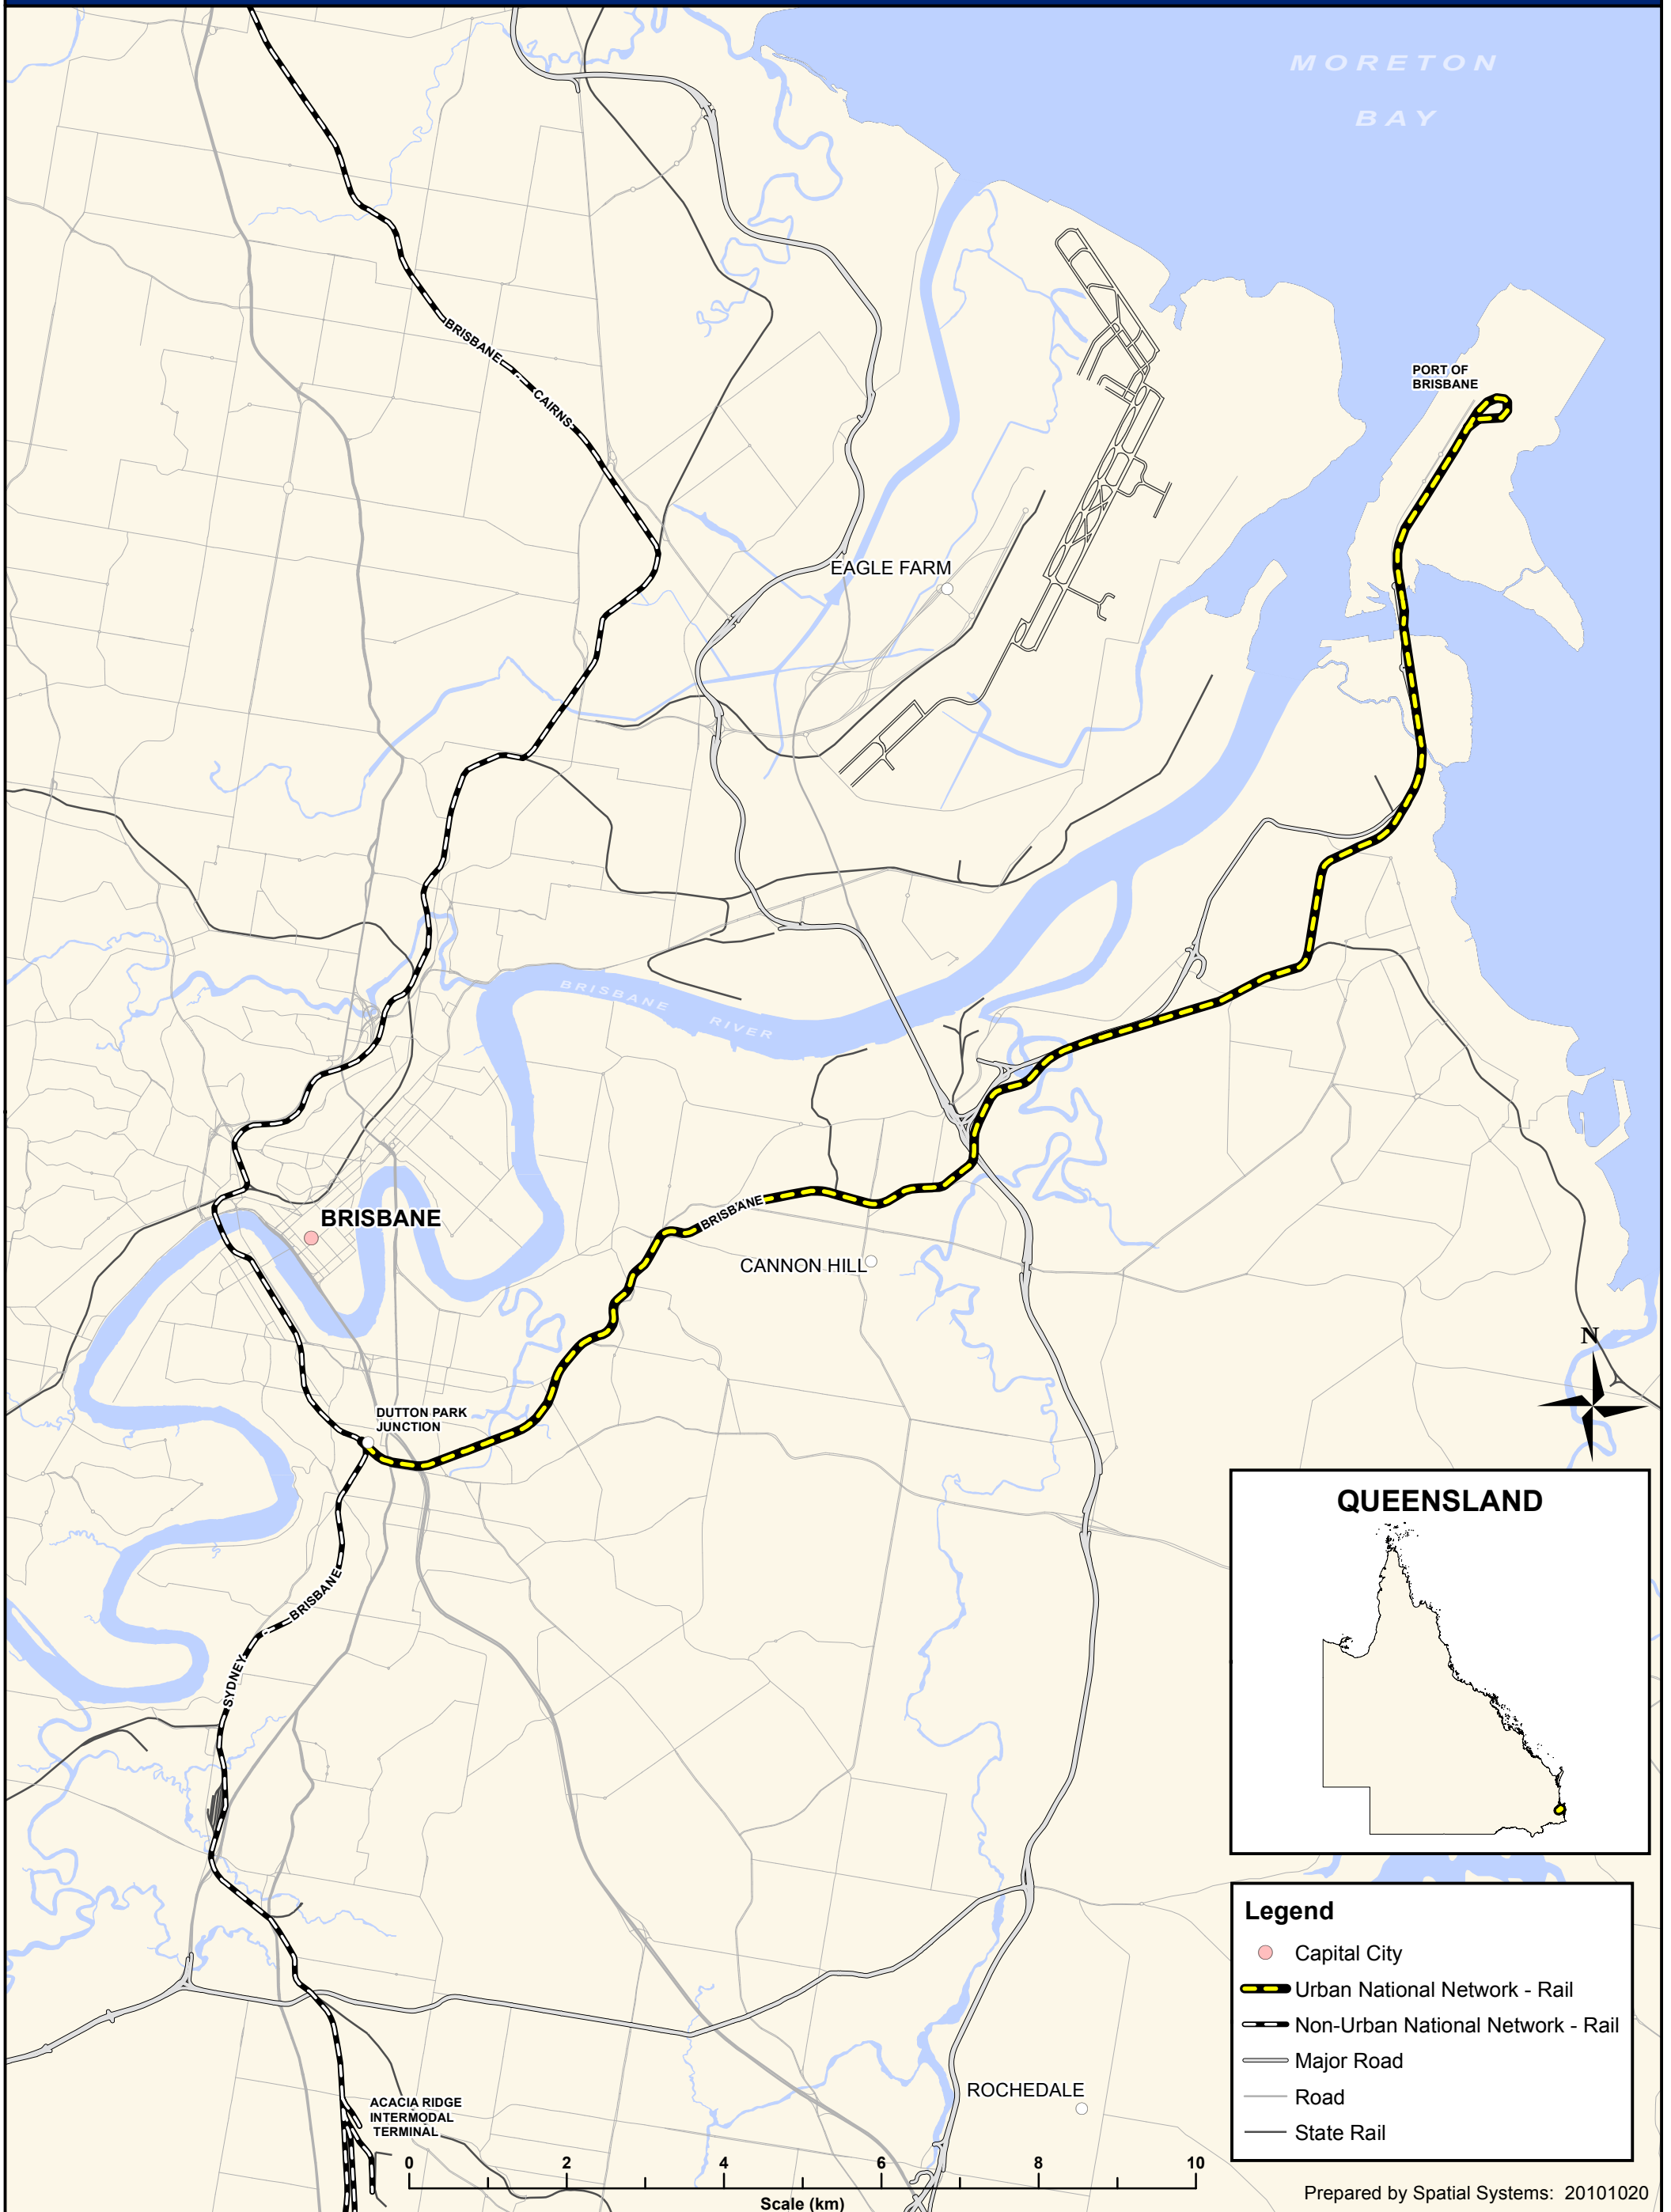 MORETON
BAY
PORT OF
BRISBANE
BRISBANE - CAIRNS
EAGLE FARM
BRISBANE RIVER
BRISBANE
BRISBANE
CANNON HILL
DUTTON PARK
JUNCTION
N
QUEENSLAND
SYDNEY - BRISBANE
Legend
Capital City
Urban National Network - Rail
Non-Urban National Network - Rail
Major Road
Road
State Rail
ROCHEDALE
ACACIA RIDGE
INTERMODAL
TERMINAL
0 2 4 6 8 10
Scale (km)
Prepared by Spatial Systems: 20101020